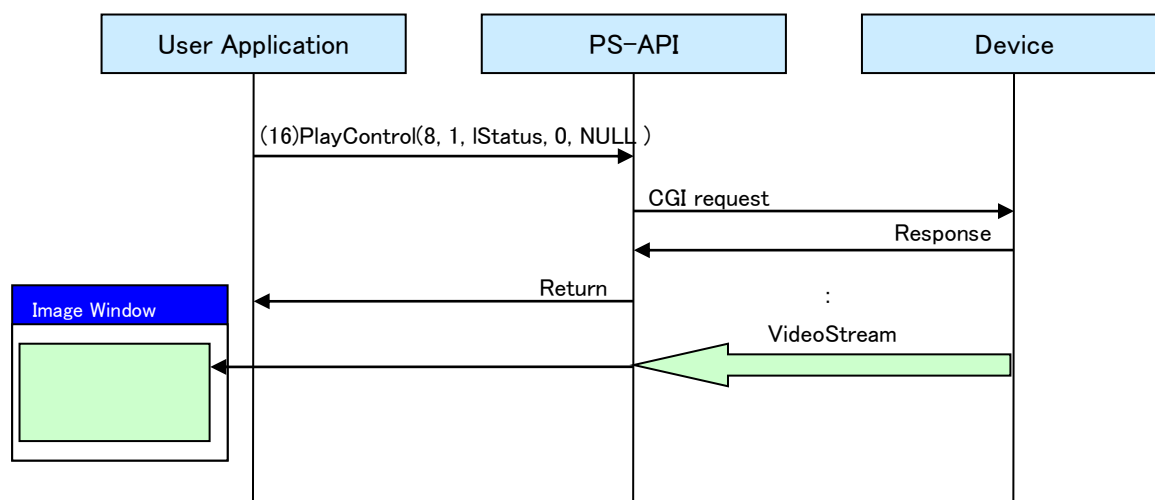 User Application
PS-API
Device
(16)PlayControl(8, 1, lStatus, 0, NULL )
CGI request
Response
Return
:
Image Window
VideoStream